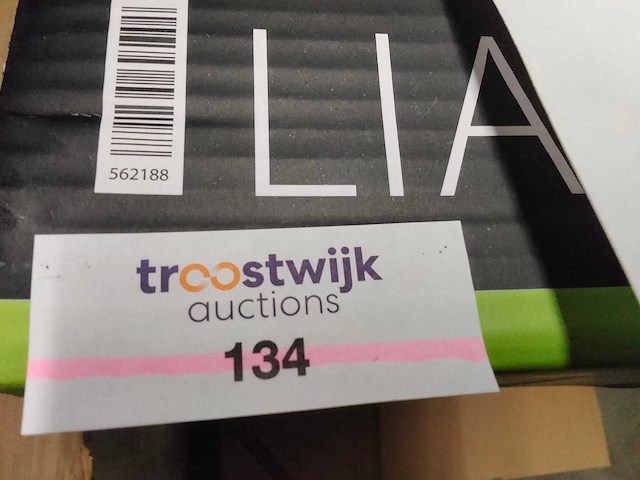 562188
LIA
troostwijk
auctions
134